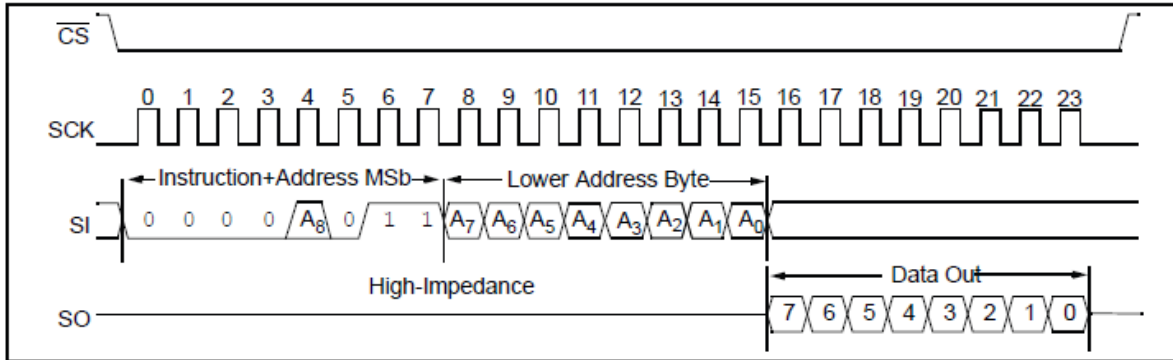 CS
0 1 2 3 4 5 6 7 8 9 10 11 12 13 14 15 16 17 18 19 20 21 22 23
SCK
Instruction+Address MSb Lower Address Byte
SI 0 0 0 0 A8 0 1 1 A7 A6 A5 A4 A3 A2 A1 A0
High-Impedance Data Out
SO 7 6 5 4 3 2 1 0